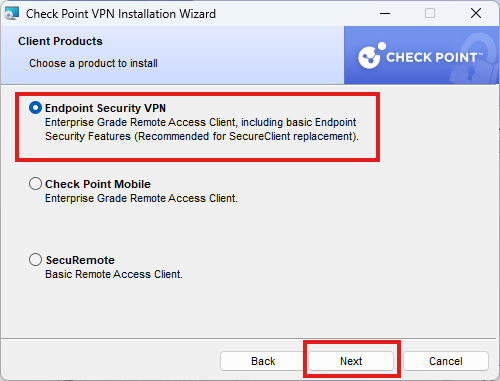 Check Point VPN Installation Wizard
Client Products
Choose a product to install
CHECK POINT™
Endpoint Security VPN
Enterprise Grade Remote Access Client, including basic Endpoint
Security Features (Recommended for SecureClient replacement).
Check Point Mobile
Enterprise Grade Remote Access Client.
SecuRemote
Basic Remote Access Client.
Back
Next
Cancel